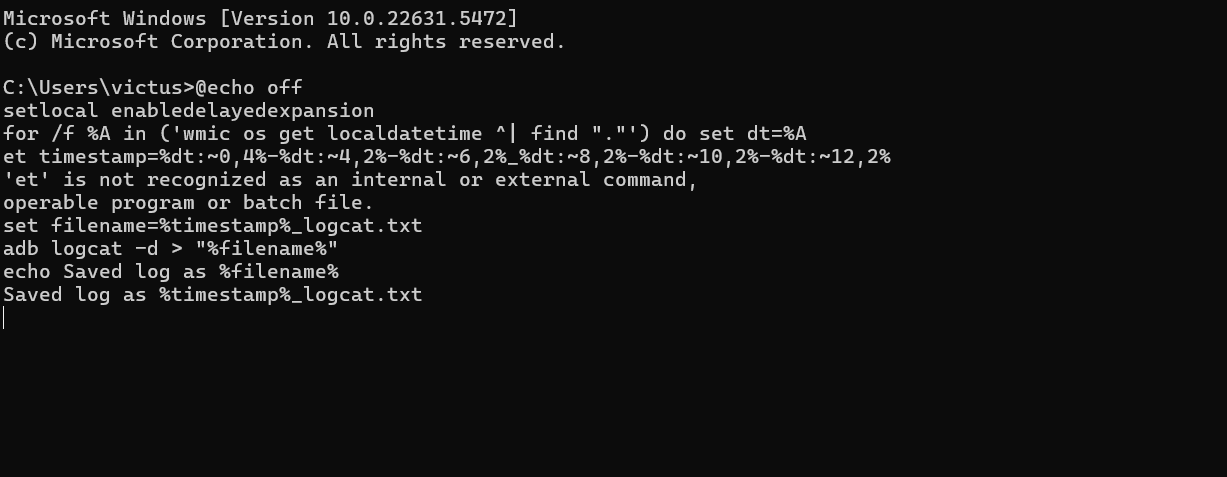 Microsoft Windows [Version 10.0.22631.5472]
(c) Microsoft Corporation. All rights reserved.
C:\Users\victus>@echo off
setlocal enabledelayedexpansion
for /f %A in ('wmic os get localdatetime ^| find "."') do set dt=%A
et timestamp=%dt:~0,4%-%dt:~4,2%-%dt:~6,2%_%dt:~8,2%-%dt:~10,2%-%dt:~12,2%
'et' is not recognized as an internal or external command,
operable program or batch file.
set filename=%timestamp%_logcat.txt
adb logcat -d > "%filename%"
echo Saved log as %filename%
Saved log as %timestamp%_logcat.txt